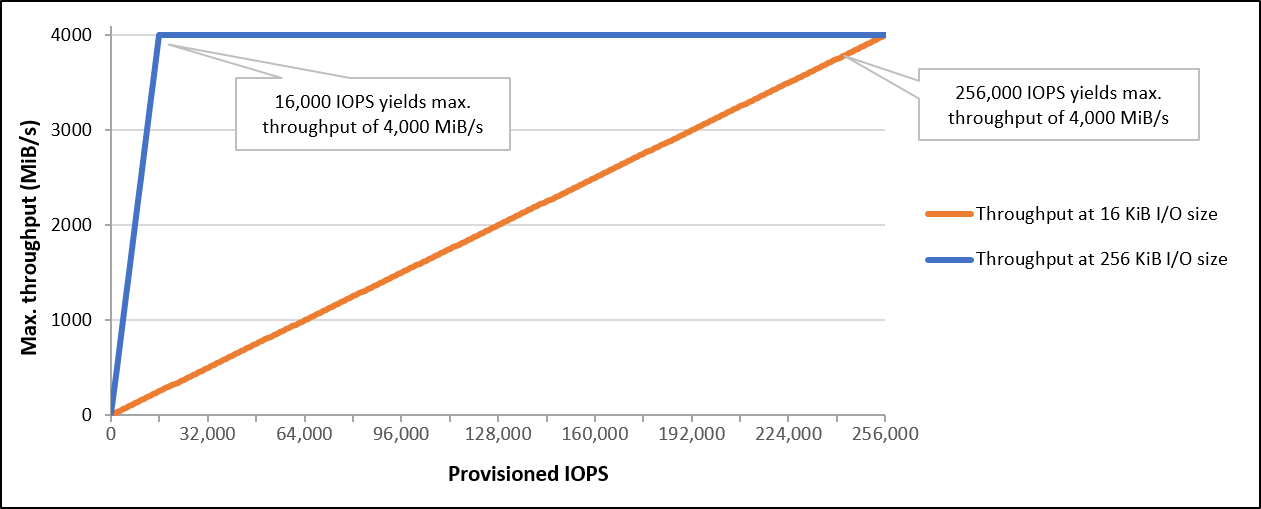 4000
3000
2000
1000
0
Max. throughput (MiB/s)
16,000 IOPS yields max.
throughput of 4,000 MiB/s
256,000 IOPS yields max.
throughput of 4,000 MiB/s
Throughput at 16 KiB I/O size
Throughput at 256 KiB I/O size
0 32,000 64,000 96,000 128,000 160,000 192,000 224,000 256,000
Provisioned IOPS